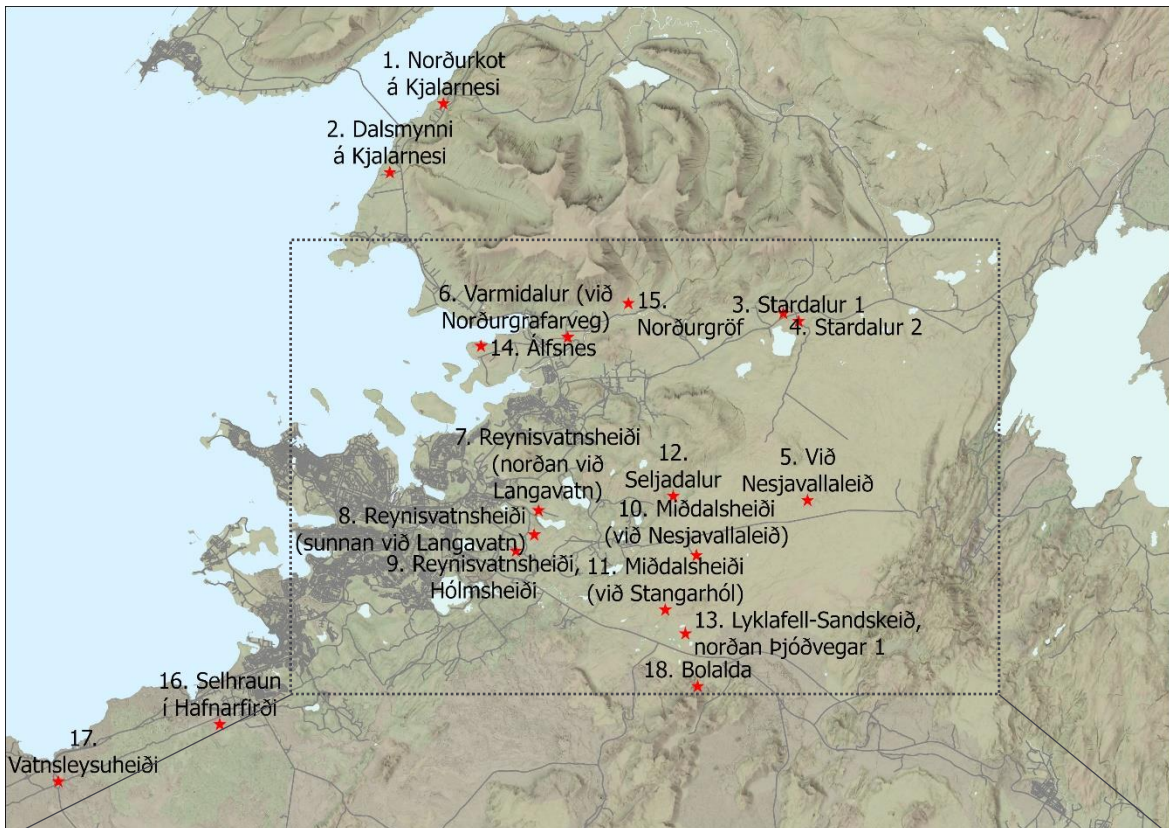 1. Norðurkot
á Kjalarnesi
2. Dalsmynni
á Kjalarnesi
6. Varmidalur (við
Norðurgrafarveg)
15.
Norðurgröf
3. Stardalur 1
4. Stardalur 2
14. Álfsnes
7. Reynisvatnsheiði
(norðan við
Langavatn)
12.
Seljadalur
5. Við
Nesjavallaleið
10. Miðdalsheiði
(við Nesjavallaleið)
8. Reynisvatnsheiði
(sunnan við Langavatn)
9. Reynisvatnsheiði,
Hólmsheiði
11. Miðdalsheiði
(við Stangarhól)
13. Lyklafell-Sandskeið,
norðan Þjóðvegar 1
18. Bolalda
16. Selhraun
í Hafnarfirði
17.
Vatnsleysuheiði